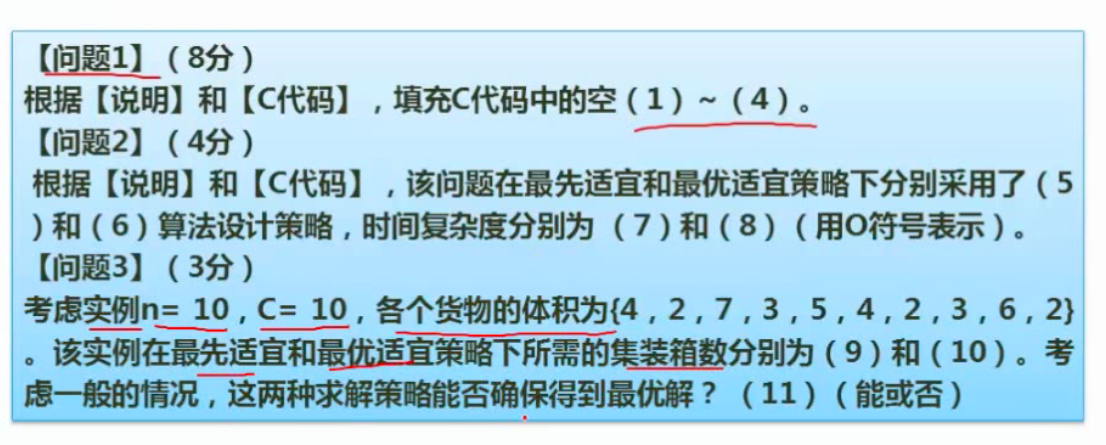 【问题1】（8分）
根据【说明】和【C代码】，填充C代码中的空（1）~（4）。
【问题2】（4分）
根据【说明】和【C代码】，该问题在最先适宜和最优适宜策略下分别采用了（5
）和（6）算法设计策略，时间复杂度分别为 （7）和（8）（用O符号表示）。
【问题3】（3分）
考虑实例n= 10，C= 10，各个货物的体积为{4，2，7，3，5，4，2，3，6，2}
。该实例在最先适宜和最优适宜策略下所需的集装箱数分别为（9）和（10）。考
虑一般的情况，这两种求解策略能否确保得到最优解？（11）（能或否）